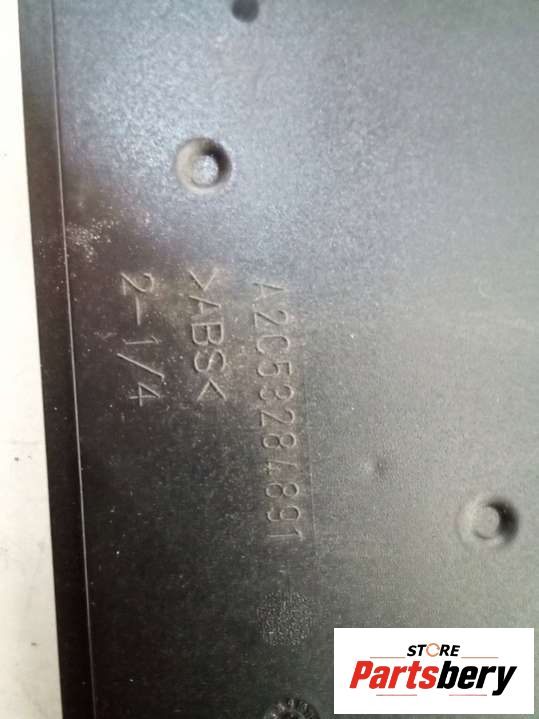 A2C53284891
>ABS<
2-1/4
STORE
Partsbery